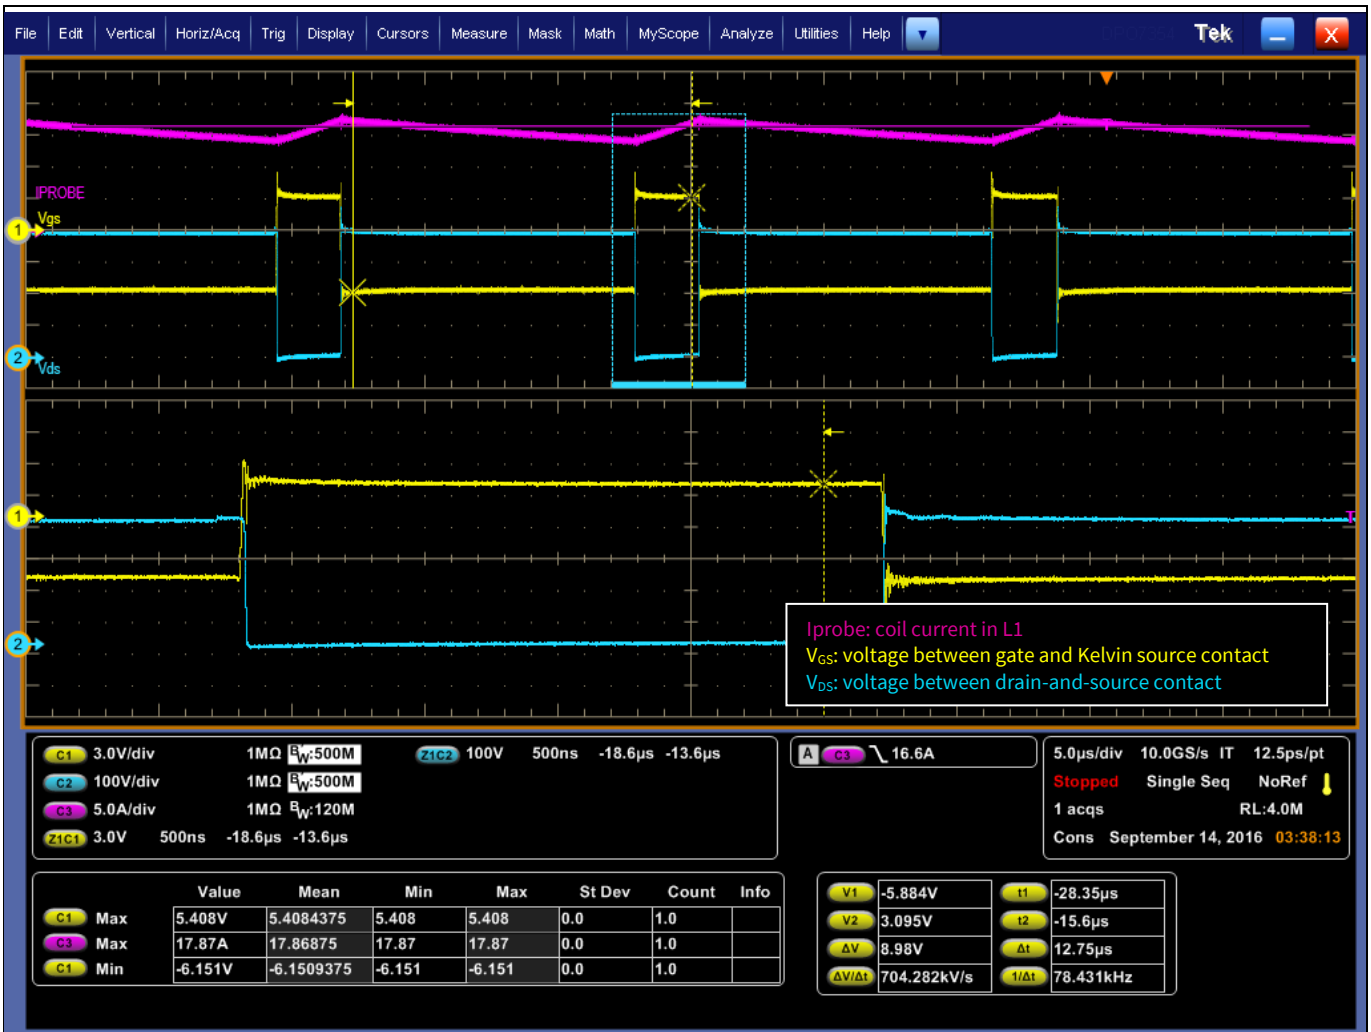 File Edit Vertical Horiz/Acq Trig Display Cursors Measure Mask Math MyScope Analyze Utilities Help Tek X
IPROBE
Vgs
1
2
Vds
1
T
2
Iprobe: coil current in L1
VGS: voltage between gate and Kelvin source contact
VDS: voltage between drain-and-source contact
C1 3.0V/div 1MΩ BW:500M Z1C2 100V 500ns -18.6µs -13.6µs
C2 100V/div 1MΩ BW:500M
C3 5.0A/div 1MΩ BW:120M
Z1C1 3.0V 500ns -18.6µs -13.6µs
A C3 16.6A
5.0µs/div 10.0GS/s IT 12.5ps/pt
Stopped Single Seq NoRef
1 acqs RL:4.0M
Cons September 14, 2016 03:38:13
Value Mean Min Max St Dev Count Info
C1 Max 5.408V 5.4084375 5.408 5.408 0.0 1.0
C3 Max 17.87A 17.86875 17.87 17.87 0.0 1.0
C1 Min -6.151V -6.1509375 -6.151 -6.151 0.0 1.0
V1 -5.884V t1 -28.35µs
V2 3.095V t2 -15.6µs
ΔV 8.98V Δt 12.75µs
ΔV/Δt 704.282kV/s 1/Δt 78.431kHz